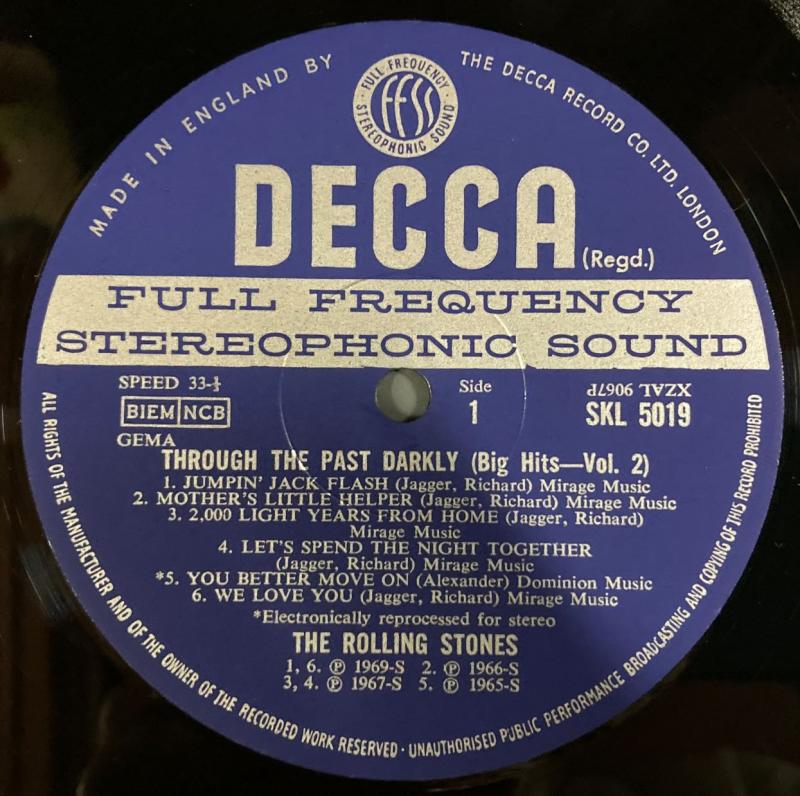 MADE IN ENGLAND BY THE DECCA RECORD CO. LTD. LONDON
FULL FREQUENCY STEREOPHONIC SOUND
FFSS
DECCA (Regd.)
FULL FREQUENCY
STEREOPHONIC SOUND
SPEED 33-⅓
BIEM NCB
GEMA
Side
1
XZAL 9067P
SKL 5019
THROUGH THE PAST DARKLY (Big Hits—Vol. 2)
1. JUMPIN' JACK FLASH (Jagger, Richard) Mirage Music
2. MOTHER'S LITTLE HELPER (Jagger, Richard) Mirage Music
3. 2,000 LIGHT YEARS FROM HOME (Jagger, Richard)
Mirage Music
4. LET'S SPEND THE NIGHT TOGETHER
(Jagger, Richard) Mirage Music
*5. YOU BETTER MOVE ON (Alexander) Dominion Music
6. WE LOVE YOU (Jagger, Richard) Mirage Music
*Electronically reprocessed for stereo
THE ROLLING STONES
1, 6. ℗ 1969-S 2. ℗ 1966-S
3, 4. ℗ 1967-S 5. ℗ 1965-S
ALL RIGHTS OF THE MANUFACTURER AND OF THE OWNER OF THE RECORDED WORK RESERVED · UNAUTHORISED PUBLIC PERFORMANCE BROADCASTING AND COPYING OF THIS RECORD PROHIBITED